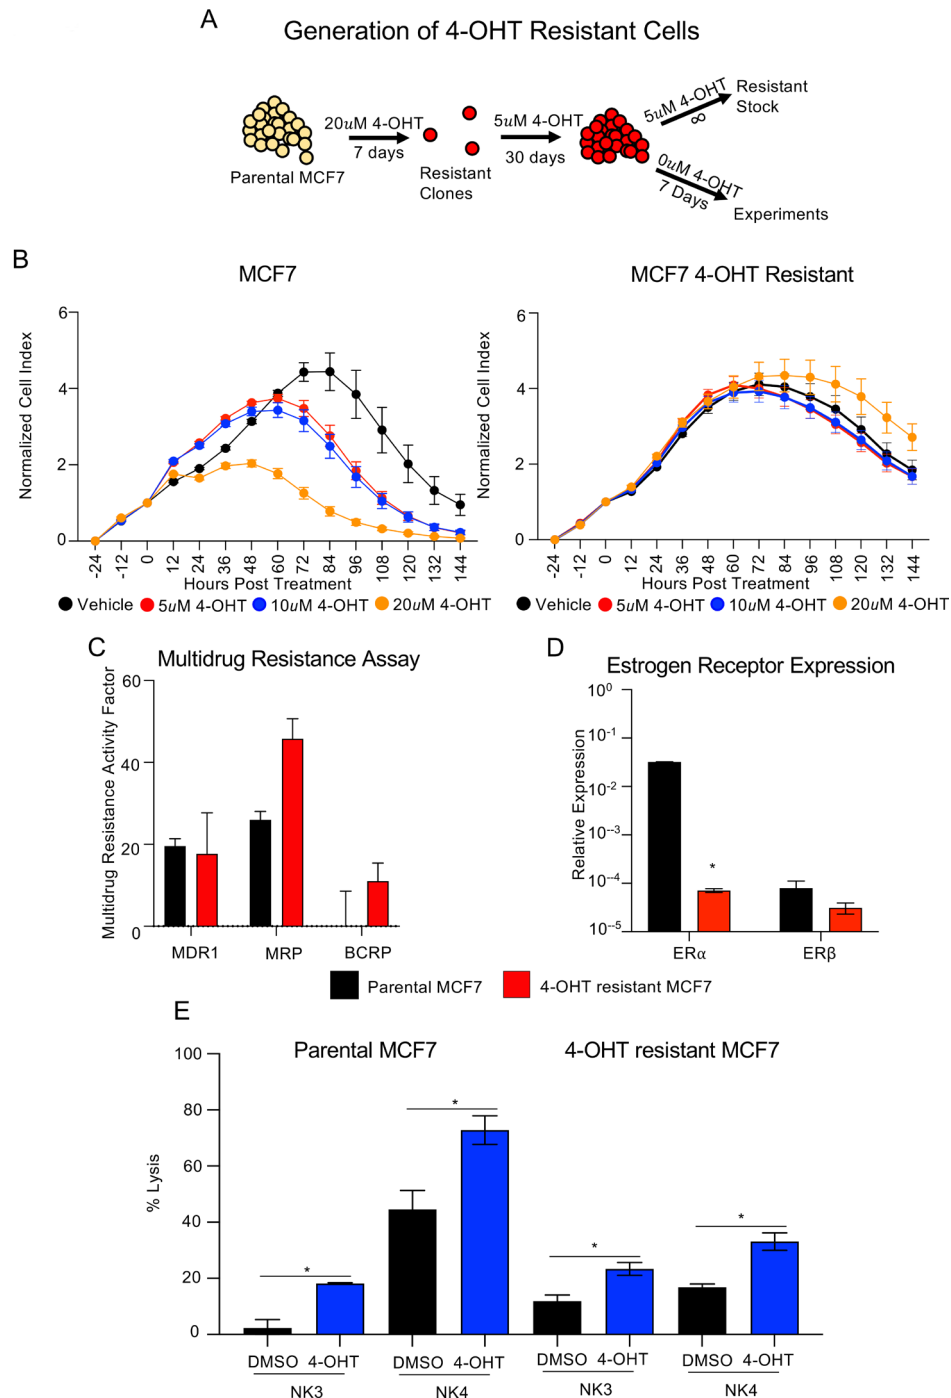 A
Generation of 4-OHT Resistant Cells
Parental MCF7
20uM 4-OHT
7 days
Resistant
Clones
5uM 4-OHT
30 days
5uM 4-OHT
∞
Resistant
Stock
0uM 4-OHT
7 Days
Experiments
B
MCF7
Normalized Cell Index
6
4
2
0
-24 -12 0 12 24 36 48 60 72 84 96 108 120 132 144
Hours Post Treatment
Vehicle 5uM 4-OHT 10uM 4-OHT 20uM 4-OHT
MCF7 4-OHT Resistant
Normalized Cell Index
6
4
2
0
-24 -12 0 12 24 36 48 60 72 84 96 108 120 132 144
Hours Post Treatment
Vehicle 5uM 4-OHT 10uM 4-OHT 20uM 4-OHT
C
Multidrug Resistance Assay
Multidrug Resistance Activity Factor
60
40
20
0
MDR1 MRP BCRP
D
Estrogen Receptor Expression
Relative Expression
10⁰
10⁻¹
10⁻²
10⁻³
10⁻⁴
10⁻⁵
*
ERα ERβ
Parental MCF7 4-OHT resistant MCF7
E
Parental MCF7 4-OHT resistant MCF7
% Lysis
100
80
60
40
20
0
* * * *
DMSO 4-OHT DMSO 4-OHT DMSO 4-OHT DMSO 4-OHT
NK3 NK4 NK3 NK4